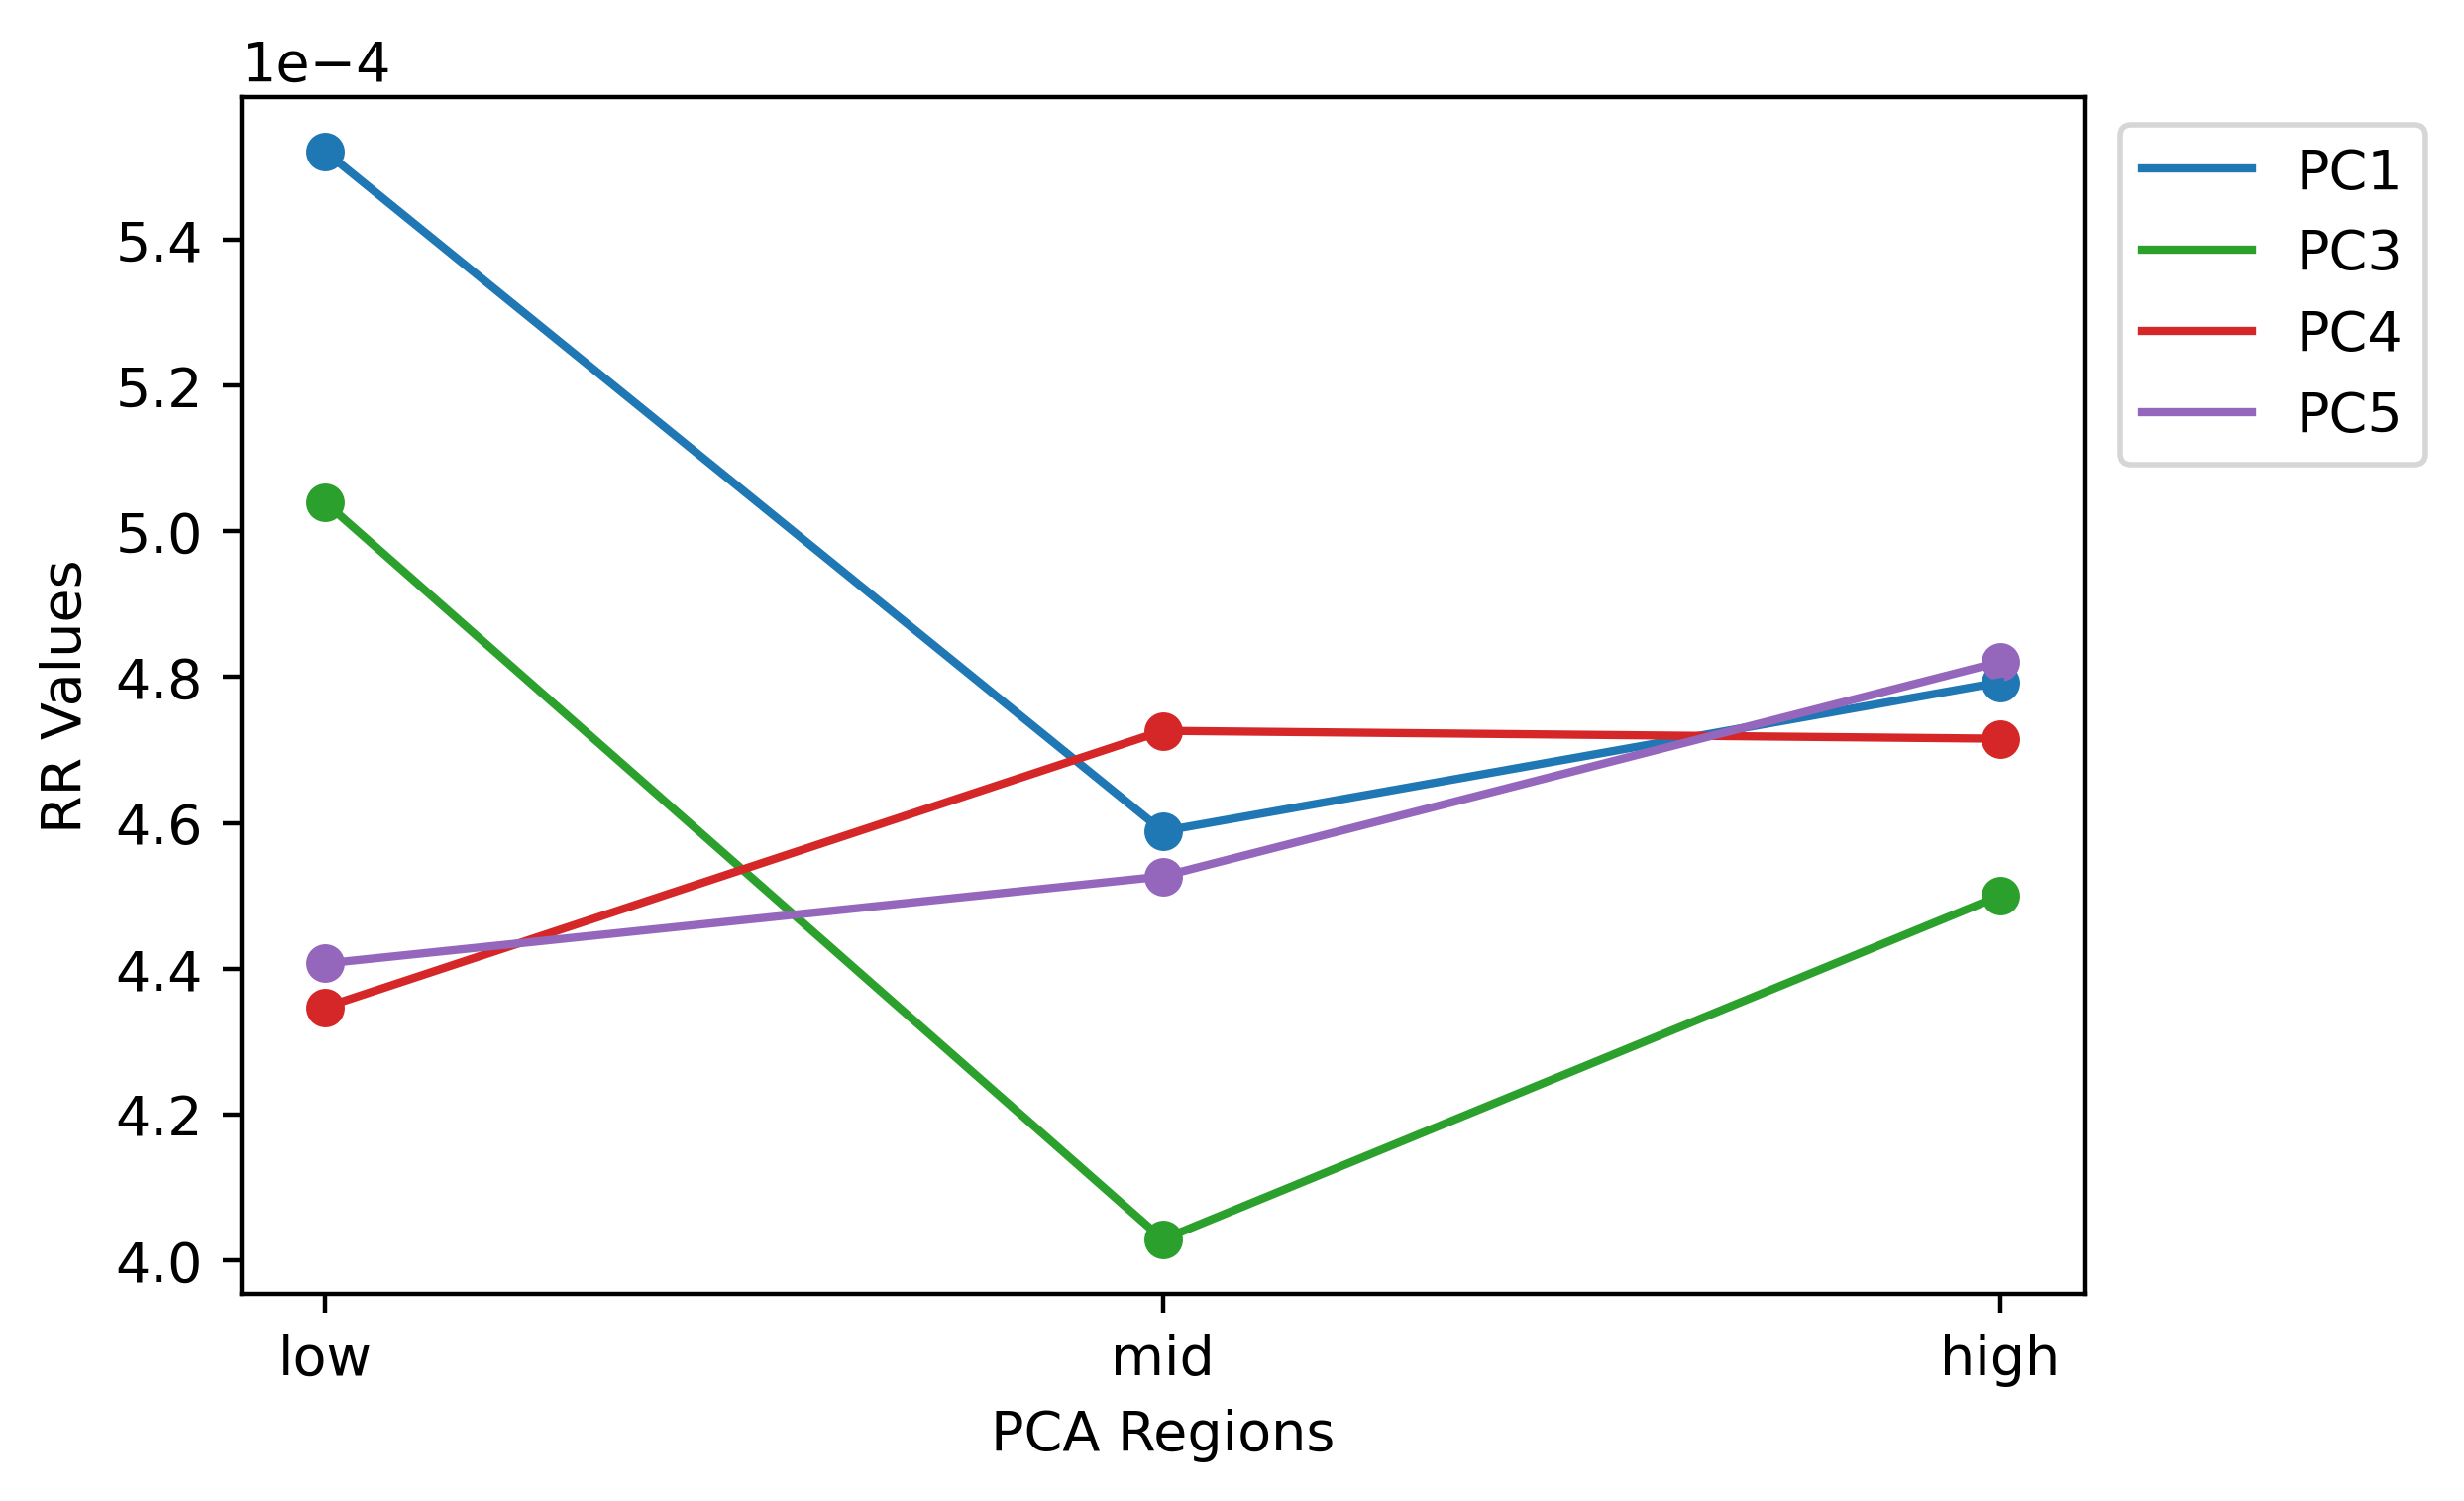 1e−4
5.4
5.2
5.0
4.8
4.6
4.4
4.2
4.0
RR Values
low
mid
high
PCA Regions
PC1
PC3
PC4
PC5